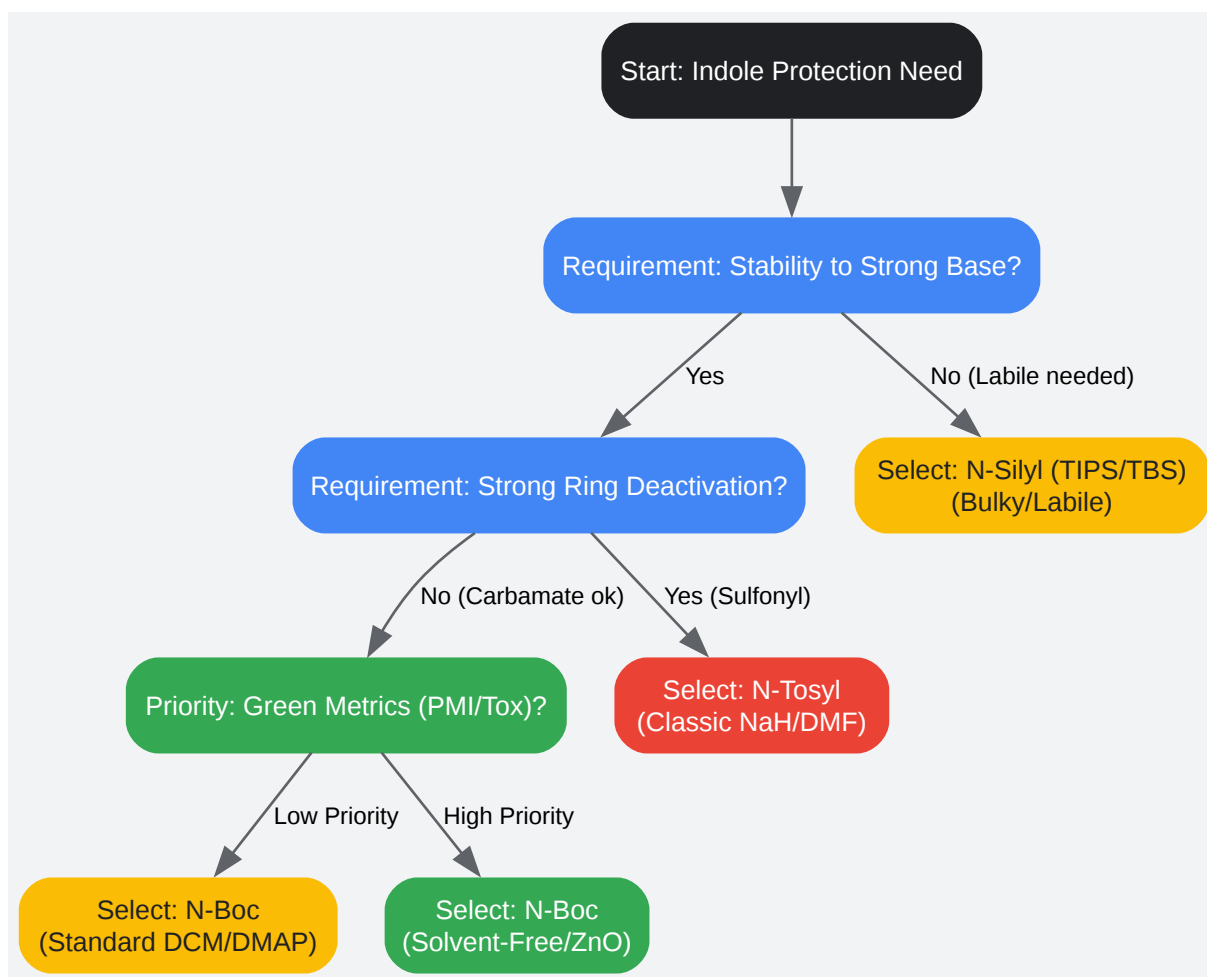 Start: Indole Protection Need
Requirement: Stability to Strong Base?
Yes
No (Labile needed)
Requirement: Strong Ring Deactivation?
Select: N-Silyl (TIPS/TBS)
(Bulky/Labile)
No (Carbamate ok)
Yes (Sulfonyl)
Priority: Green Metrics (PMI/Tox)?
Select: N-Tosyl
(Classic NaH/DMF)
Low Priority
High Priority
Select: N-Boc
(Standard DCM/DMAP)
Select: N-Boc
(Solvent-Free/ZnO)